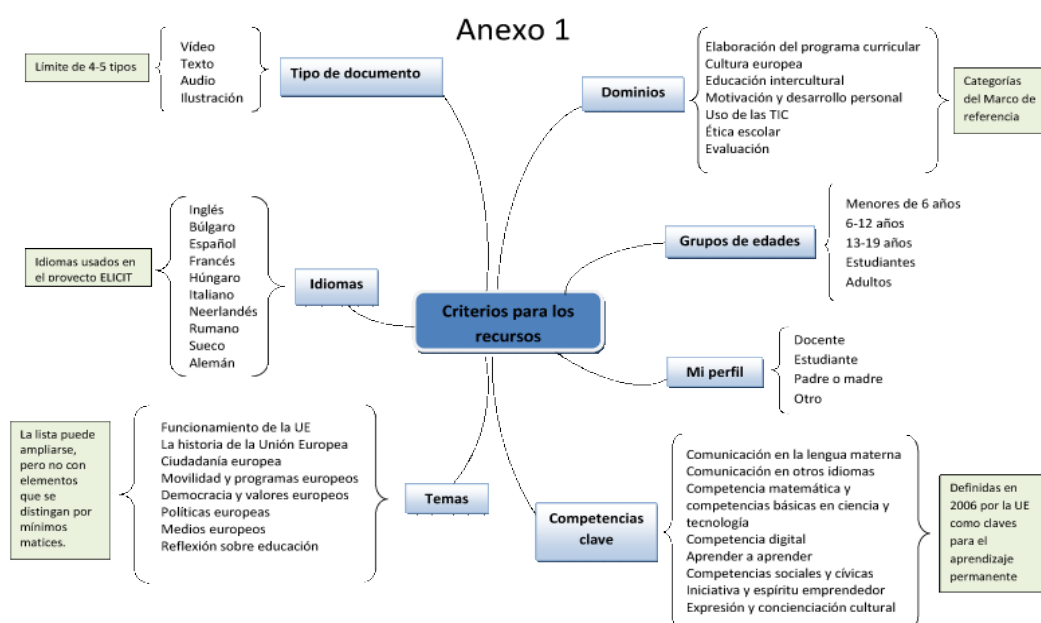 Anexo 1
Límite de 4-5 tipos
Vídeo
Texto
Audio
Ilustración
Tipo de documento
Idiomas usados en
el proyecto ELICIT
Inglés
Búlgaro
Español
Francés
Húngaro
Italiano
Neerlandés
Rumano
Sueco
Alemán
Idiomas
La lista puede
ampliarse,
pero no con
elementos
que se
distingan por
mínimos
matices.
Funcionamiento de la UE
La historia de la Unión Europea
Ciudadanía europea
Movilidad y programas europeos
Democracia y valores europeos
Políticas europeas
Medios europeos
Reflexión sobre educación
Temas
Criterios para los
recursos
Dominios
Elaboración del programa curricular
Cultura europea
Educación intercultural
Motivación y desarrollo personal
Uso de las TIC
Ética escolar
Evaluación
Categorías
del Marco de
referencia
Grupos de edades
Menores de 6 años
6-12 años
13-19 años
Estudiantes
Adultos
Mi perfil
Docente
Estudiante
Padre o madre
Otro
Competencias
clave
Comunicación en la lengua materna
Comunicación en otros idiomas
Competencia matemática y
competencias básicas en ciencia y
tecnología
Competencia digital
Aprender a aprender
Competencias sociales y cívicas
Iniciativa y espíritu emprendedor
Expresión y concienciación cultural
Definidas en
2006 por la UE
como claves
para el
aprendizaje
permanente